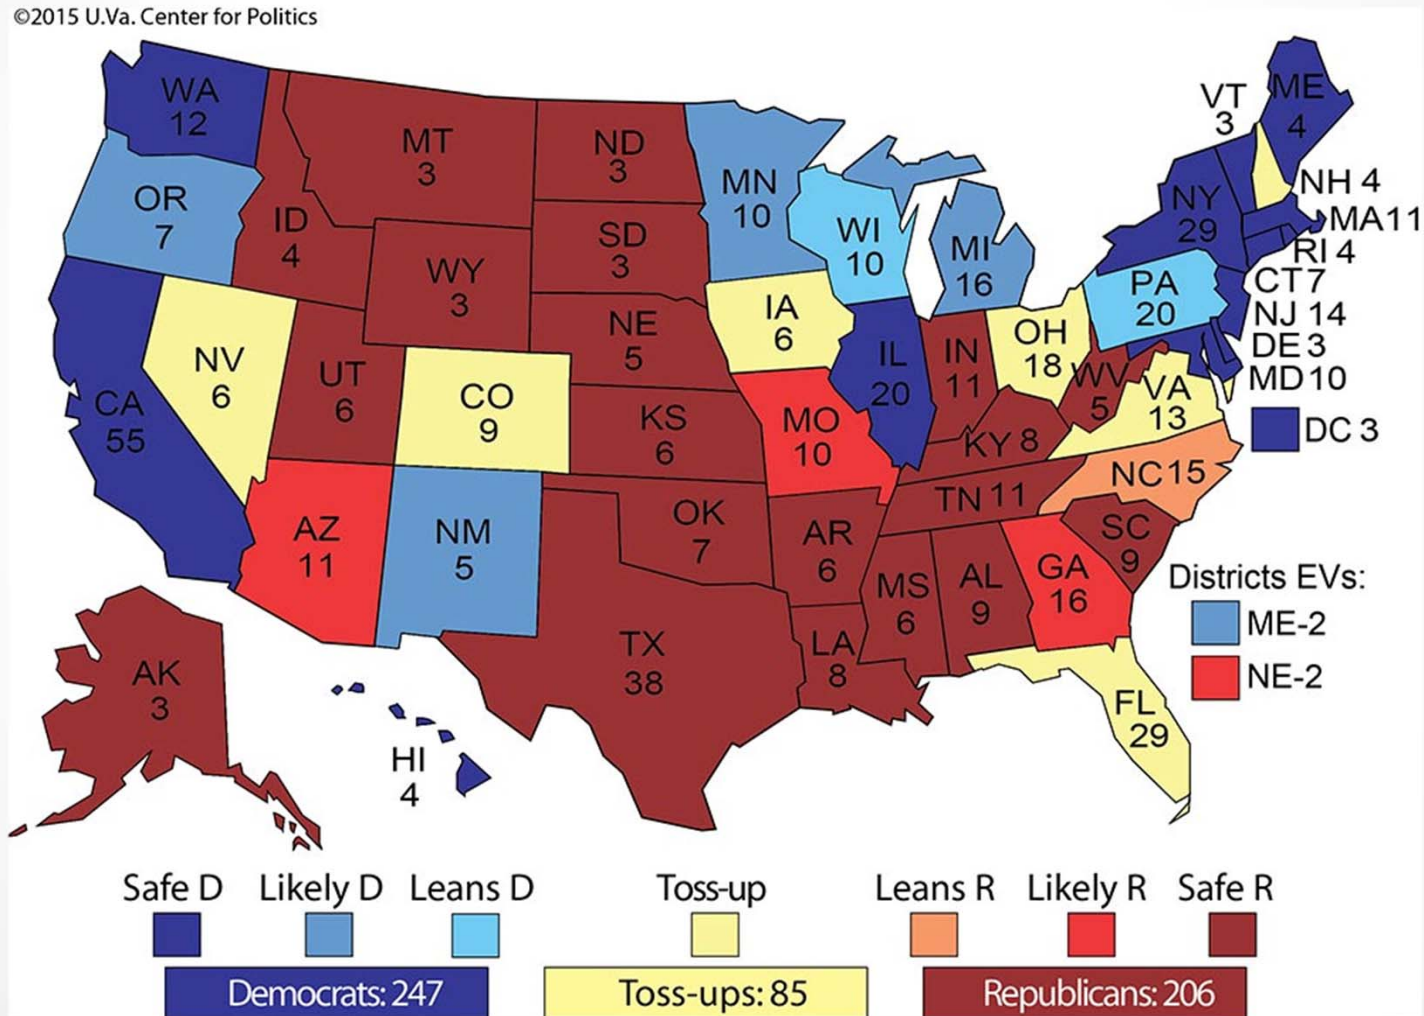 ©2015 U.Va. Center for Politics
WA
12
OR
7
CA
55
NV
6
ID
4
MT
3
WY
3
UT
6
AZ
11
CO
9
NM
5
ND
3
SD
3
NE
5
KS
6
OK
7
TX
38
MN
10
IA
6
MO
10
AR
6
LA
8
WI
10
IL
20
MI
16
IN
11
OH
18
KY 8
TN 11
MS
6
AL
9
GA
16
FL
29
SC
9
NC 15
VA
13
WV
5
PA
20
NY
29
VT
3
ME
4
NH 4
MA 11
RI 4
CT 7
NJ 14
DE 3
MD 10
DC 3
AK
3
HI
4
Districts EVs:
ME-2
NE-2
Safe D Likely D Leans D Toss-up Leans R Likely R Safe R
Democrats: 247 Toss-ups: 85 Republicans: 206